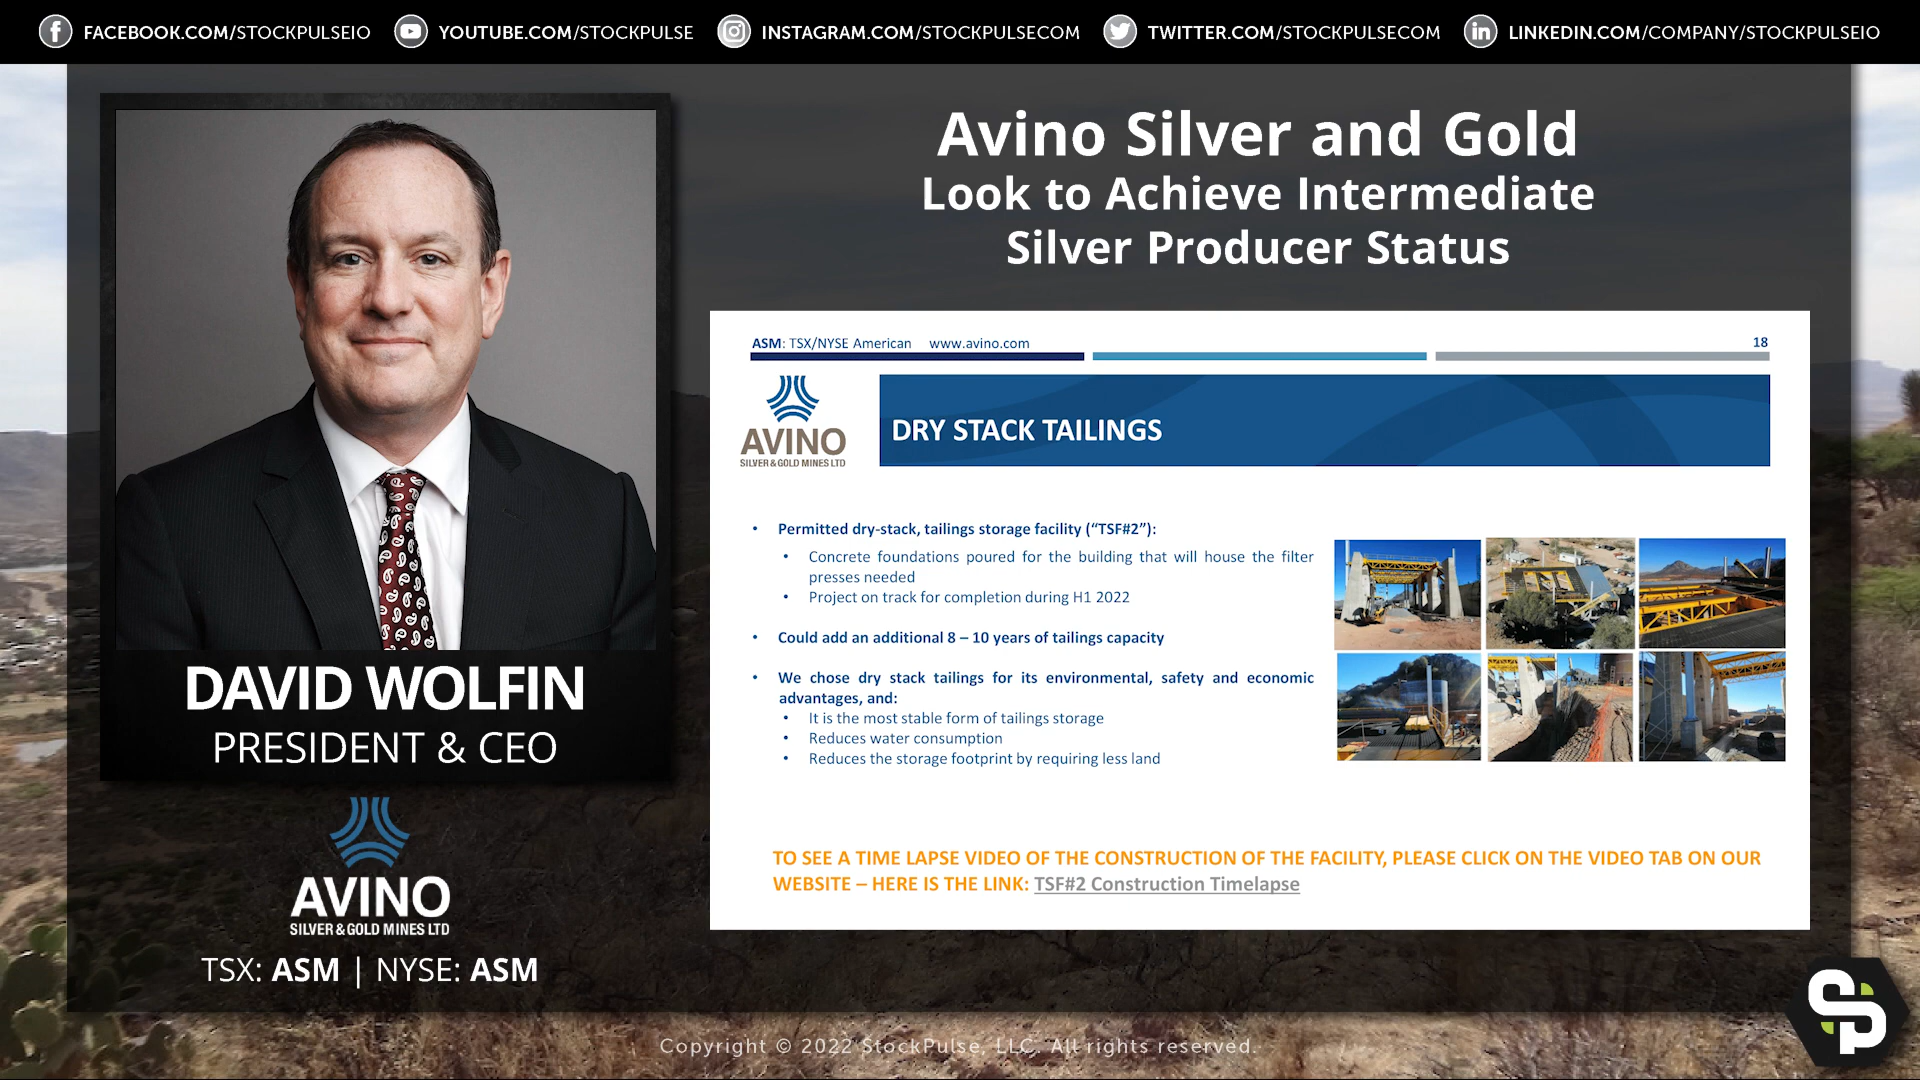 FACEBOOK.COM/STOCKPULSEIO YOUTUBE.COM/STOCKPULSE INSTAGRAM.COM/STOCKPULSECOM TWITTER.COM/STOCKPULSECOM LINKEDIN.COM/COMPANY/STOCKPULSEIO
DAVID WOLFIN
PRESIDENT & CEO
AVINO
SILVER & GOLD MINES LTD
TSX: ASM | NYSE: ASM
Avino Silver and Gold
Look to Achieve Intermediate
Silver Producer Status
ASM: TSX/NYSE American www.avino.com 18
AVINO
SILVER & GOLD MINES LTD
DRY STACK TAILINGS
• Permitted dry-stack, tailings storage facility (“TSF#2”):
• Concrete foundations poured for the building that will house the filter
presses needed
• Project on track for completion during H1 2022
• Could add an additional 8 – 10 years of tailings capacity
• We chose dry stack tailings for its environmental, safety and economic
advantages, and:
• It is the most stable form of tailings storage
• Reduces water consumption
• Reduces the storage footprint by requiring less land
TO SEE A TIME LAPSE VIDEO OF THE CONSTRUCTION OF THE FACILITY, PLEASE CLICK ON THE VIDEO TAB ON OUR
WEBSITE – HERE IS THE LINK: TSF#2 Construction Timelapse
Copyright © 2022 StockPulse, LLC. All rights reserved.
SP